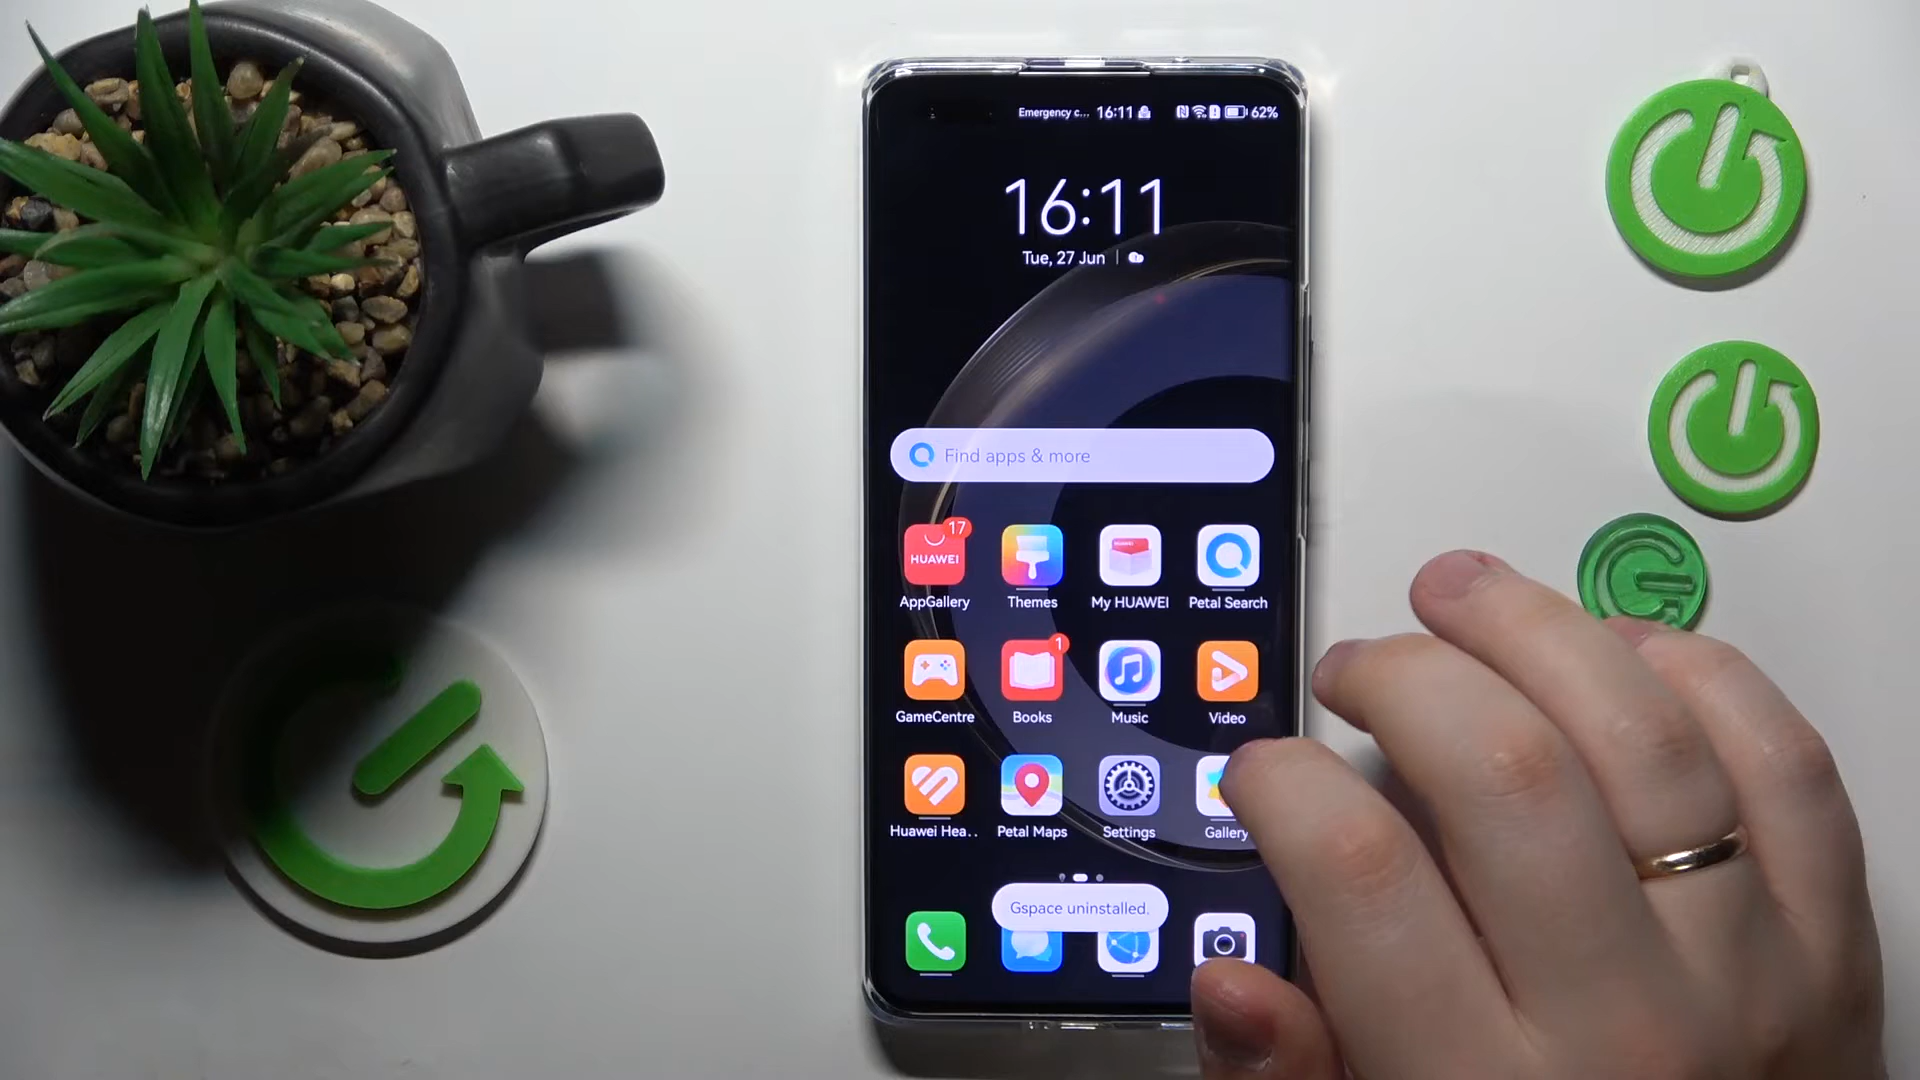 Emergency c... 16:11 62%
16:11
Tue, 27 Jun
Find apps & more
17
HUAWEI
AppGallery Themes My HUAWEI Petal Search
1
GameCentre Books Music Video
Huawei Hea.. Petal Maps Settings Gallery
Gspace uninstalled.